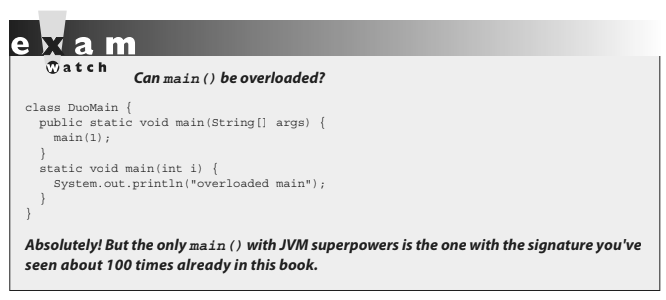 exam
watch
Can main() be overloaded?
class DuoMain {
  public static void main(String[] args) {
    main(1);
  }
  static void main(int i) {
    System.out.println("overloaded main");
  }
}
Absolutely! But the only main() with JVM superpowers is the one with the signature you've
seen about 100 times already in this book.